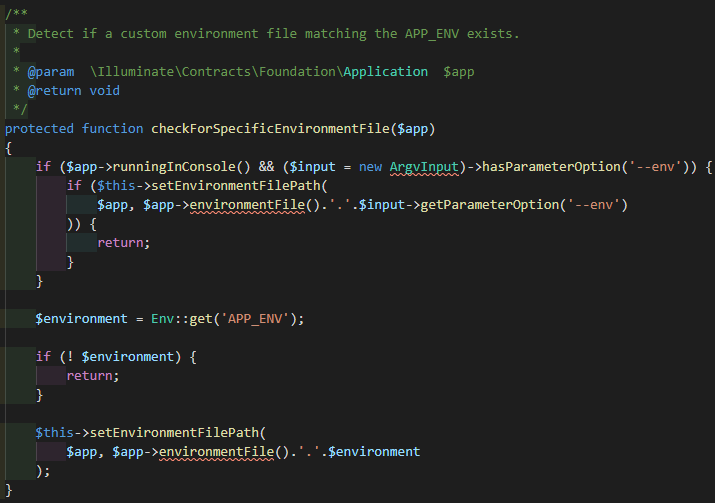 /**
 * Detect if a custom environment file matching the APP_ENV exists.
 *
 * @param  \Illuminate\Contracts\Foundation\Application  $app
 * @return void
 */
protected function checkForSpecificEnvironmentFile($app)
{
    if ($app->runningInConsole() && ($input = new ArgvInput)->hasParameterOption('--env')) {
        if ($this->setEnvironmentFilePath(
            $app, $app->environmentFile().'.'.$input->getParameterOption('--env')
        )) {
            return;
        }
    }

    $environment = Env::get('APP_ENV');

    if (! $environment) {
        return;
    }

    $this->setEnvironmentFilePath(
        $app, $app->environmentFile().'.'.$environment
    );
}